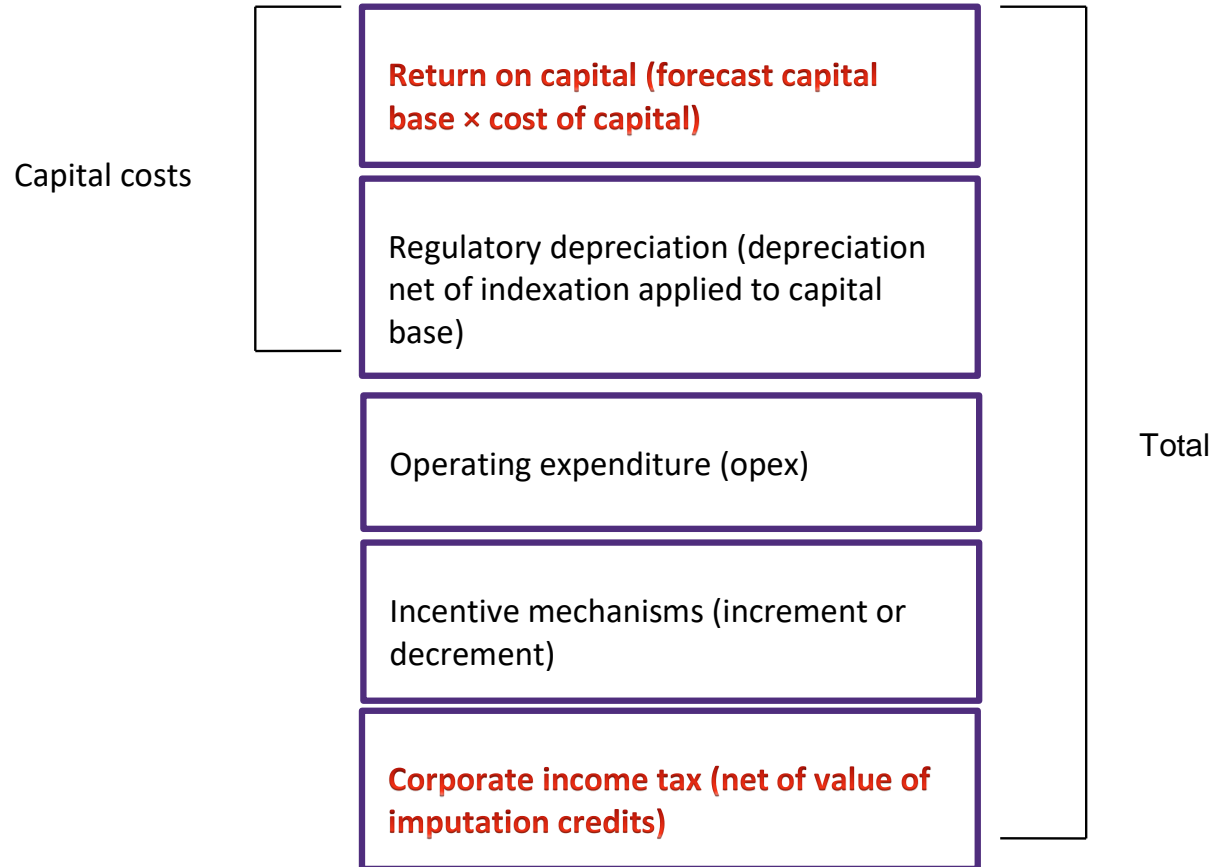 Return on capital (forecast capital
base × cost of capital)
Capital costs
Regulatory depreciation (depreciation
net of indexation applied to capital
base)
Total
Operating expenditure (opex)
Incentive mechanisms (increment or
decrement)
Corporate income tax (net of value of
imputation credits)